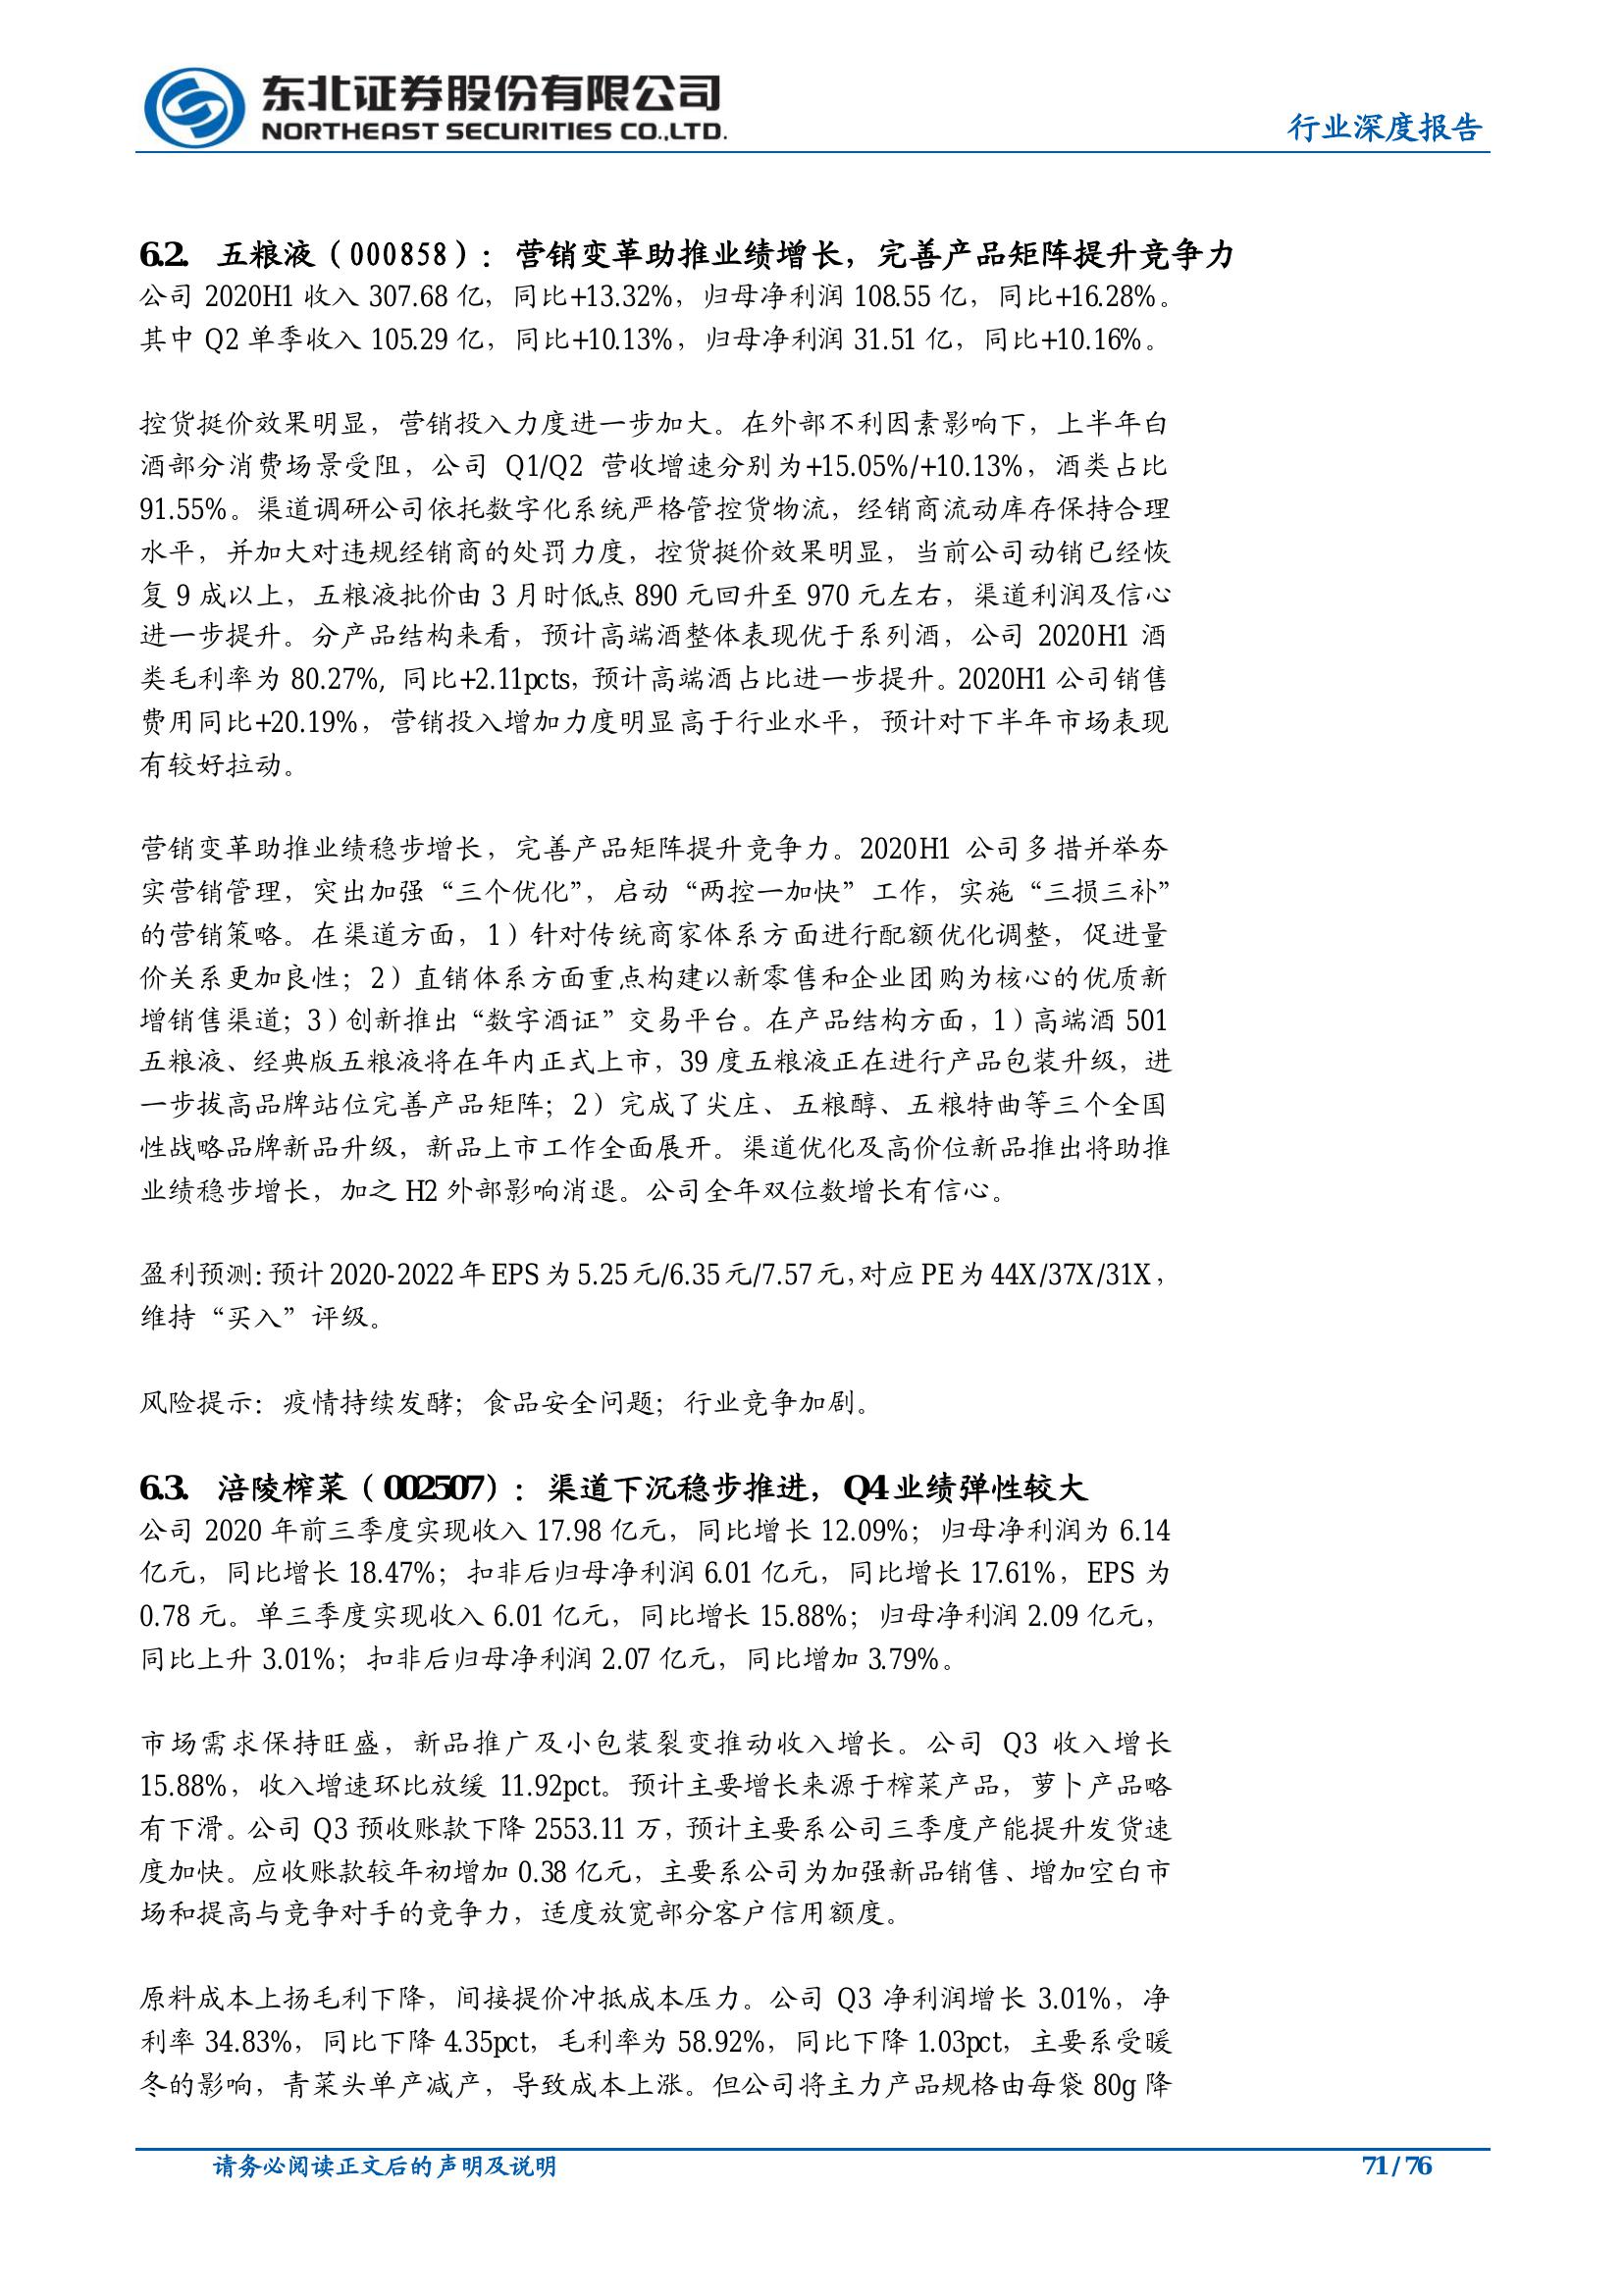 东北证券股份有限公司
NORTHEAST SECURITIES CO.,LTD.
行业深度报告
6.2. 五粮液（000858）：营销变革助推业绩增长，完善产品矩阵提升竞争力
公司 2020H1 收入 307.68 亿，同比+13.32%，归母净利润 108.55 亿，同比+16.28%。
其中 Q2 单季收入 105.29 亿，同比+10.13%，归母净利润 31.51 亿，同比+10.16%。
控货挺价效果明显，营销投入力度进一步加大。在外部不利因素影响下，上半年白
酒部分消费场景受阻，公司 Q1/Q2 营收增速分别为+15.05%/+10.13%，酒类占比
91.55%。渠道调研公司依托数字化系统严格管控货物流，经销商流动库存保持合理
水平，并加大对违规经销商的处罚力度，控货挺价效果明显，当前公司动销已经恢
复 9 成以上，五粮液批价由 3 月时低点 890 元回升至 970 元左右，渠道利润及信心
进一步提升。分产品结构来看，预计高端酒整体表现优于系列酒，公司 2020H1 酒
类毛利率为 80.27%，同比+2.11pcts，预计高端酒占比进一步提升。2020H1 公司销售
费用同比+20.19%，营销投入增加力度明显高于行业水平，预计对下半年市场表现
有较好拉动。
营销变革助推业绩稳步增长，完善产品矩阵提升竞争力。2020H1 公司多措并举夯
实营销管理，突出加强“三个优化”，启动“两控一加快”工作，实施“三损三补”
的营销策略。在渠道方面，1）针对传统商家体系方面进行配额优化调整，促进量
价关系更加良性；2）直销体系方面重点构建以新零售和企业团购为核心的优质新
增销售渠道；3）创新推出“数字酒证”交易平台。在产品结构方面，1）高端酒 501
五粮液、经典版五粮液将在年内正式上市，39 度五粮液正在进行产品包装升级，进
一步拔高品牌站位完善产品矩阵；2）完成了尖庄、五粮醇、五粮特曲等三个全国
性战略品牌新品升级，新品上市工作全面展开。渠道优化及高价位新品推出将助推
业绩稳步增长，加之 H2 外部影响消退。公司全年双位数增长有信心。
盈利预测：预计 2020-2022 年 EPS 为 5.25 元/6.35 元/7.57 元，对应 PE 为 44X/37X/31X，
维持“买入”评级。
风险提示：疫情持续发酵；食品安全问题；行业竞争加剧。
6.3. 涪陵榨菜（002507）：渠道下沉稳步推进，Q4 业绩弹性较大
公司 2020 年前三季度实现收入 17.98 亿元，同比增长 12.09%；归母净利润为 6.14
亿元，同比增长 18.47%；扣非后归母净利润 6.01 亿元，同比增长 17.61%，EPS 为
0.78 元。单三季度实现收入 6.01 亿元，同比增长 15.88%；归母净利润 2.09 亿元，
同比上升 3.01%；扣非后归母净利润 2.07 亿元，同比增加 3.79%。
市场需求保持旺盛，新品推广及小包装裂变推动收入增长。公司 Q3 收入增长
15.88%，收入增速环比放缓 11.92pct。预计主要增长来源于榨菜产品，萝卜产品略
有下滑。公司 Q3 预收账款下降 2553.11 万，预计主要系公司三季度产能提升发货速
度加快。应收账款较年初增加 0.38 亿元，主要系公司为加强新品销售、增加空白市
场和提高与竞争对手的竞争力，适度放宽部分客户信用额度。
原料成本上扬毛利下降，间接提价冲抵成本压力。公司 Q3 净利润增长 3.01%，净
利率 34.83%，同比下降 4.35pct，毛利率为 58.92%，同比下降 1.03pct，主要系受暖
冬的影响，青菜头单产减产，导致成本上涨。但公司将主力产品规格由每袋 80g 降
请务必阅读正文后的声明及说明
71 / 76